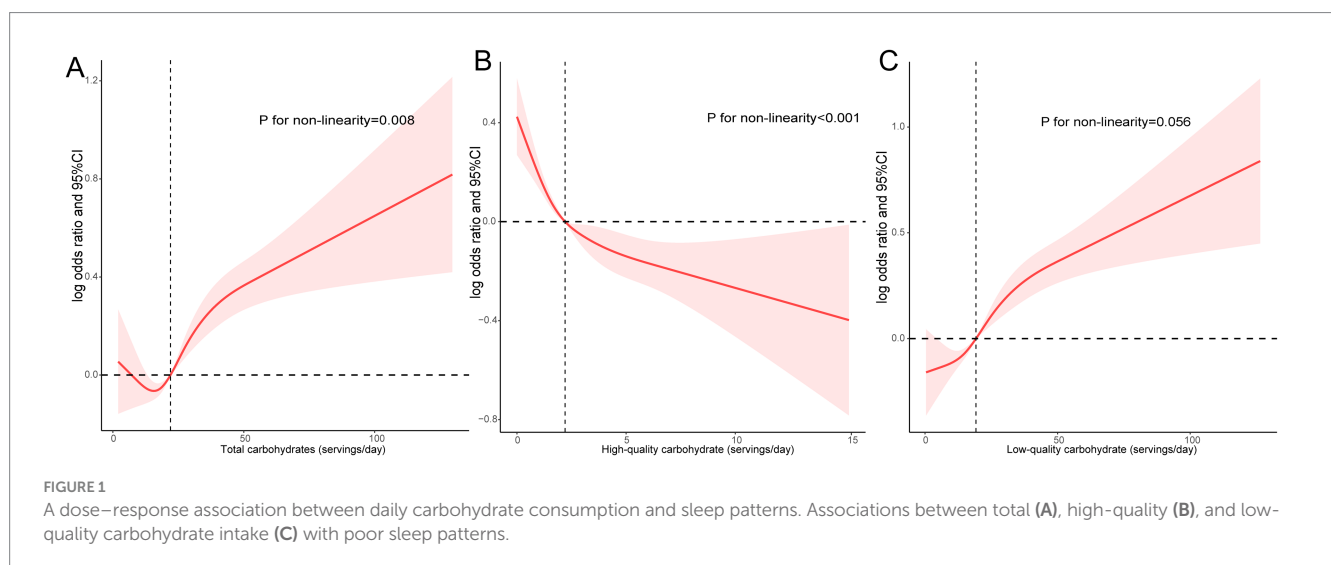 A
log odds ratio and 95%CI
1.2
0.8
0.4
0.0
P for non-linearity=0.008
0
50
100
Total carbohydrates (servings/day)
B
log odds ratio and 95%CI
0.4
0.0
−0.4
−0.8
P for non-linearity<0.001
0
5
10
15
High-quality carbohydrate (servings/day)
C
log odds ratio and 95%CI
1.0
0.5
0.0
P for non-linearity=0.056
0
50
100
Low-quality carbohydrate (servings/day)
FIGURE 1
A dose–response association between daily carbohydrate consumption and sleep patterns. Associations between total (A), high-quality (B), and low-
quality carbohydrate intake (C) with poor sleep patterns.